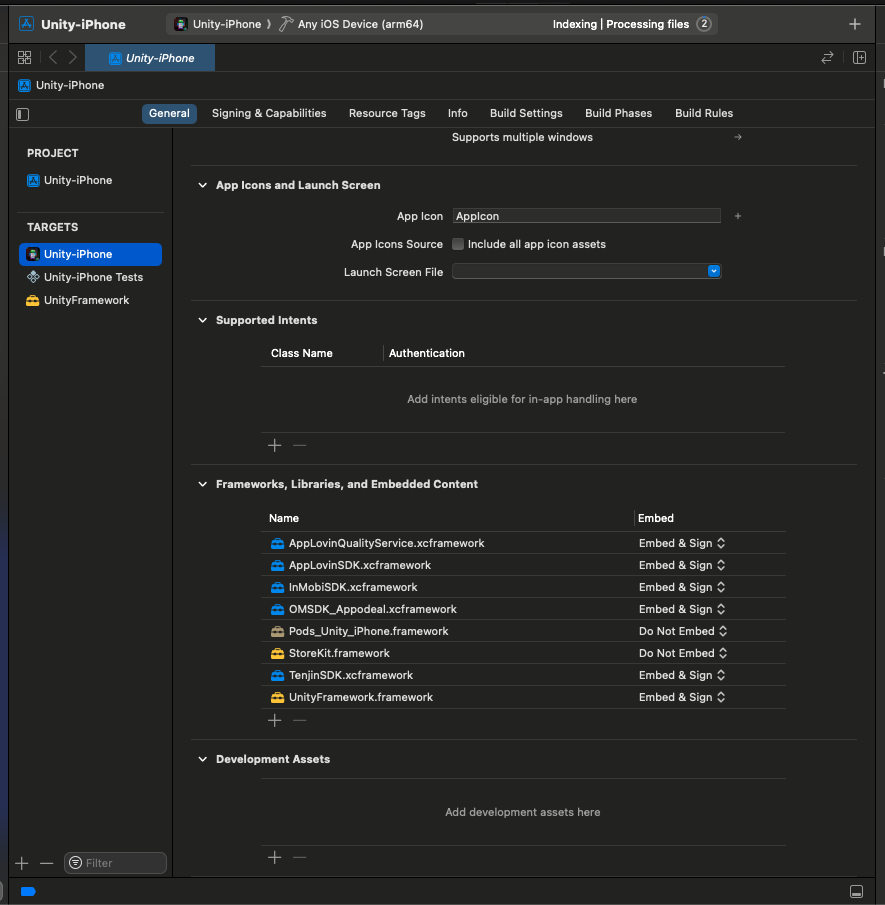 Unity-iPhone
Unity-iPhone ⟩ Any iOS Device (arm64)
Indexing | Processing files 2
Unity-iPhone
Unity-iPhone
General Signing & Capabilities Resource Tags Info Build Settings Build Phases Build Rules
Supports multiple windows
PROJECT
Unity-iPhone
TARGETS
Unity-iPhone
Unity-iPhone Tests
UnityFramework
App Icons and Launch Screen
App Icon AppIcon
App Icons Source Include all app icon assets
Launch Screen File
Supported Intents
Class Name Authentication
Add intents eligible for in-app handling here
Frameworks, Libraries, and Embedded Content
Name Embed
AppLovinQualityService.xcframework Embed & Sign
AppLovinSDK.xcframework Embed & Sign
InMobiSDK.xcframework Embed & Sign
OMSDK_Appodeal.xcframework Embed & Sign
Pods_Unity_iPhone.framework Do Not Embed
StoreKit.framework Do Not Embed
TenjinSDK.xcframework Embed & Sign
UnityFramework.framework Embed & Sign
Development Assets
Add development assets here
Filter